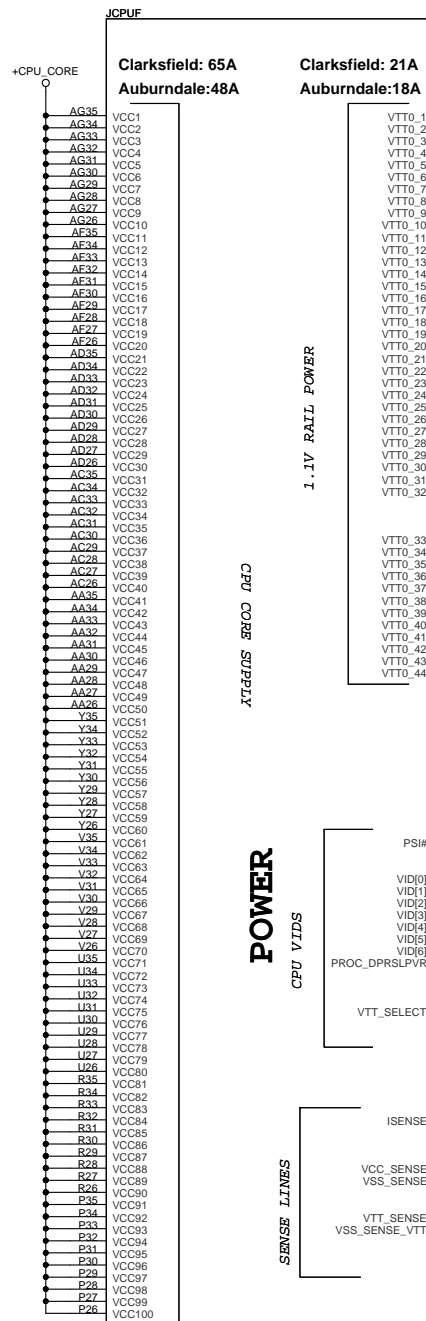 JCPUF
+CPU_CORE
Clarksfield: 65A
Auburndale:48A
Clarksfield: 21A
Auburndale:18A
AG35 VCC1
AG34 VCC2
AG33 VCC3
AG32 VCC4
AG31 VCC5
AG30 VCC6
AG29 VCC7
AG28 VCC8
AG27 VCC9
AG26 VCC10
AF35 VCC11
AF34 VCC12
AF33 VCC13
AF32 VCC14
AF31 VCC15
AF30 VCC16
AF29 VCC17
AF28 VCC18
AF27 VCC19
AF26 VCC20
AD35 VCC21
AD34 VCC22
AD33 VCC23
AD32 VCC24
AD31 VCC25
AD30 VCC26
AD29 VCC27
AD28 VCC28
AD27 VCC29
AD26 VCC30
AC35 VCC31
AC34 VCC32
AC33 VCC33
AC32 VCC34
AC31 VCC35
AC30 VCC36
AC29 VCC37
AC28 VCC38
AC27 VCC39
AC26 VCC40
AA35 VCC41
AA34 VCC42
AA33 VCC43
AA32 VCC44
AA31 VCC45
AA30 VCC46
AA29 VCC47
AA28 VCC48
AA27 VCC49
AA26 VCC50
Y35 VCC51
Y34 VCC52
Y33 VCC53
Y32 VCC54
Y31 VCC55
Y30 VCC56
Y29 VCC57
Y28 VCC58
Y27 VCC59
Y26 VCC60
V35 VCC61
V34 VCC62
V33 VCC63
V32 VCC64
V31 VCC65
V30 VCC66
V29 VCC67
V28 VCC68
V27 VCC69
V26 VCC70
U35 VCC71
U34 VCC72
U33 VCC73
U32 VCC74
U31 VCC75
U30 VCC76
U29 VCC77
U28 VCC78
U27 VCC79
U26 VCC80
R35 VCC81
R34 VCC82
R33 VCC83
R32 VCC84
R31 VCC85
R30 VCC86
R29 VCC87
R28 VCC88
R27 VCC89
R26 VCC90
P35 VCC91
P34 VCC92
P33 VCC93
P32 VCC94
P31 VCC95
P30 VCC96
P29 VCC97
P28 VCC98
P27 VCC99
P26 VCC100
CPU CORE SUPPLY
1.1V RAIL POWER
VTT0_1
VTT0_2
VTT0_3
VTT0_4
VTT0_5
VTT0_6
VTT0_7
VTT0_8
VTT0_9
VTT0_10
VTT0_11
VTT0_12
VTT0_13
VTT0_14
VTT0_15
VTT0_16
VTT0_17
VTT0_18
VTT0_19
VTT0_20
VTT0_21
VTT0_22
VTT0_23
VTT0_24
VTT0_25
VTT0_26
VTT0_27
VTT0_28
VTT0_29
VTT0_30
VTT0_31
VTT0_32
VTT0_33
VTT0_34
VTT0_35
VTT0_36
VTT0_37
VTT0_38
VTT0_39
VTT0_40
VTT0_41
VTT0_42
VTT0_43
VTT0_44
POWER
CPU VIDS
PSI#
VID[0]
VID[1]
VID[2]
VID[3]
VID[4]
VID[5]
VID[6]
PROC_DPRSLPVR
VTT_SELECT
SENSE LINES
ISENSE
VCC_SENSE
VSS_SENSE
VTT_SENSE
VSS_SENSE_VTT